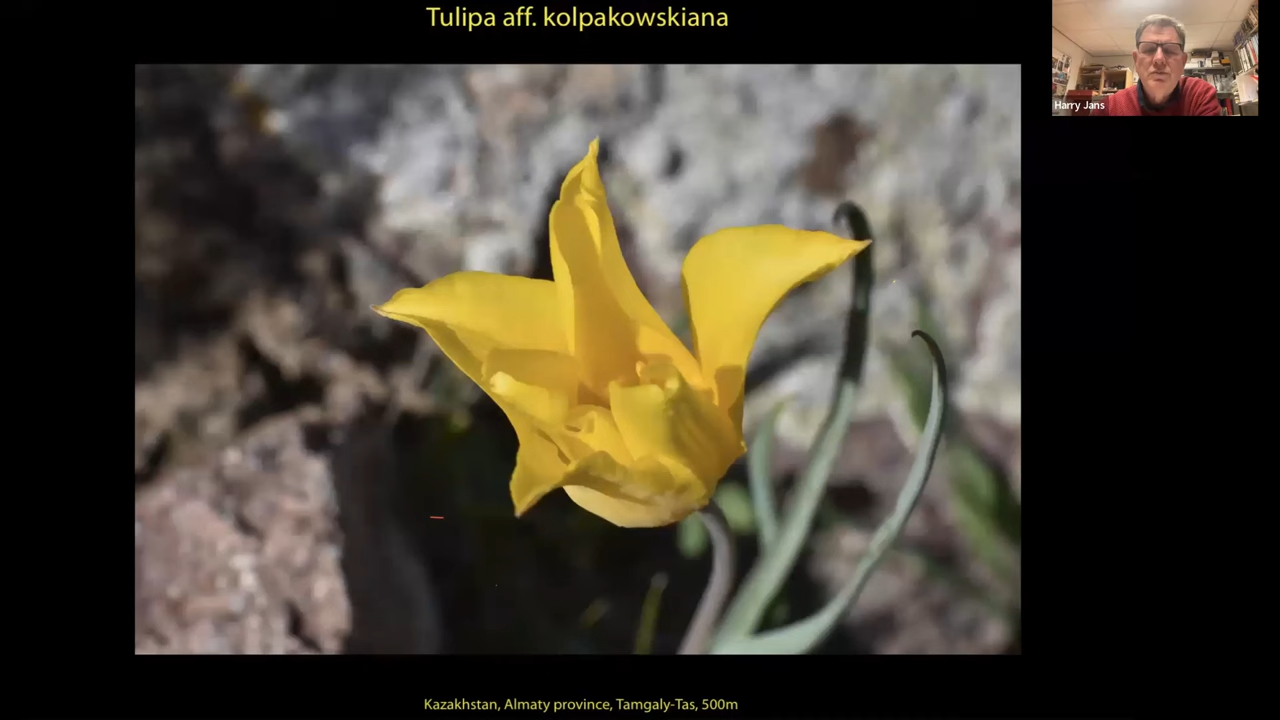 Tulipa aff. kolpakowskiana
Harry Jans
Kazakhstan, Almaty province, Tamgaly-Tas, 500m